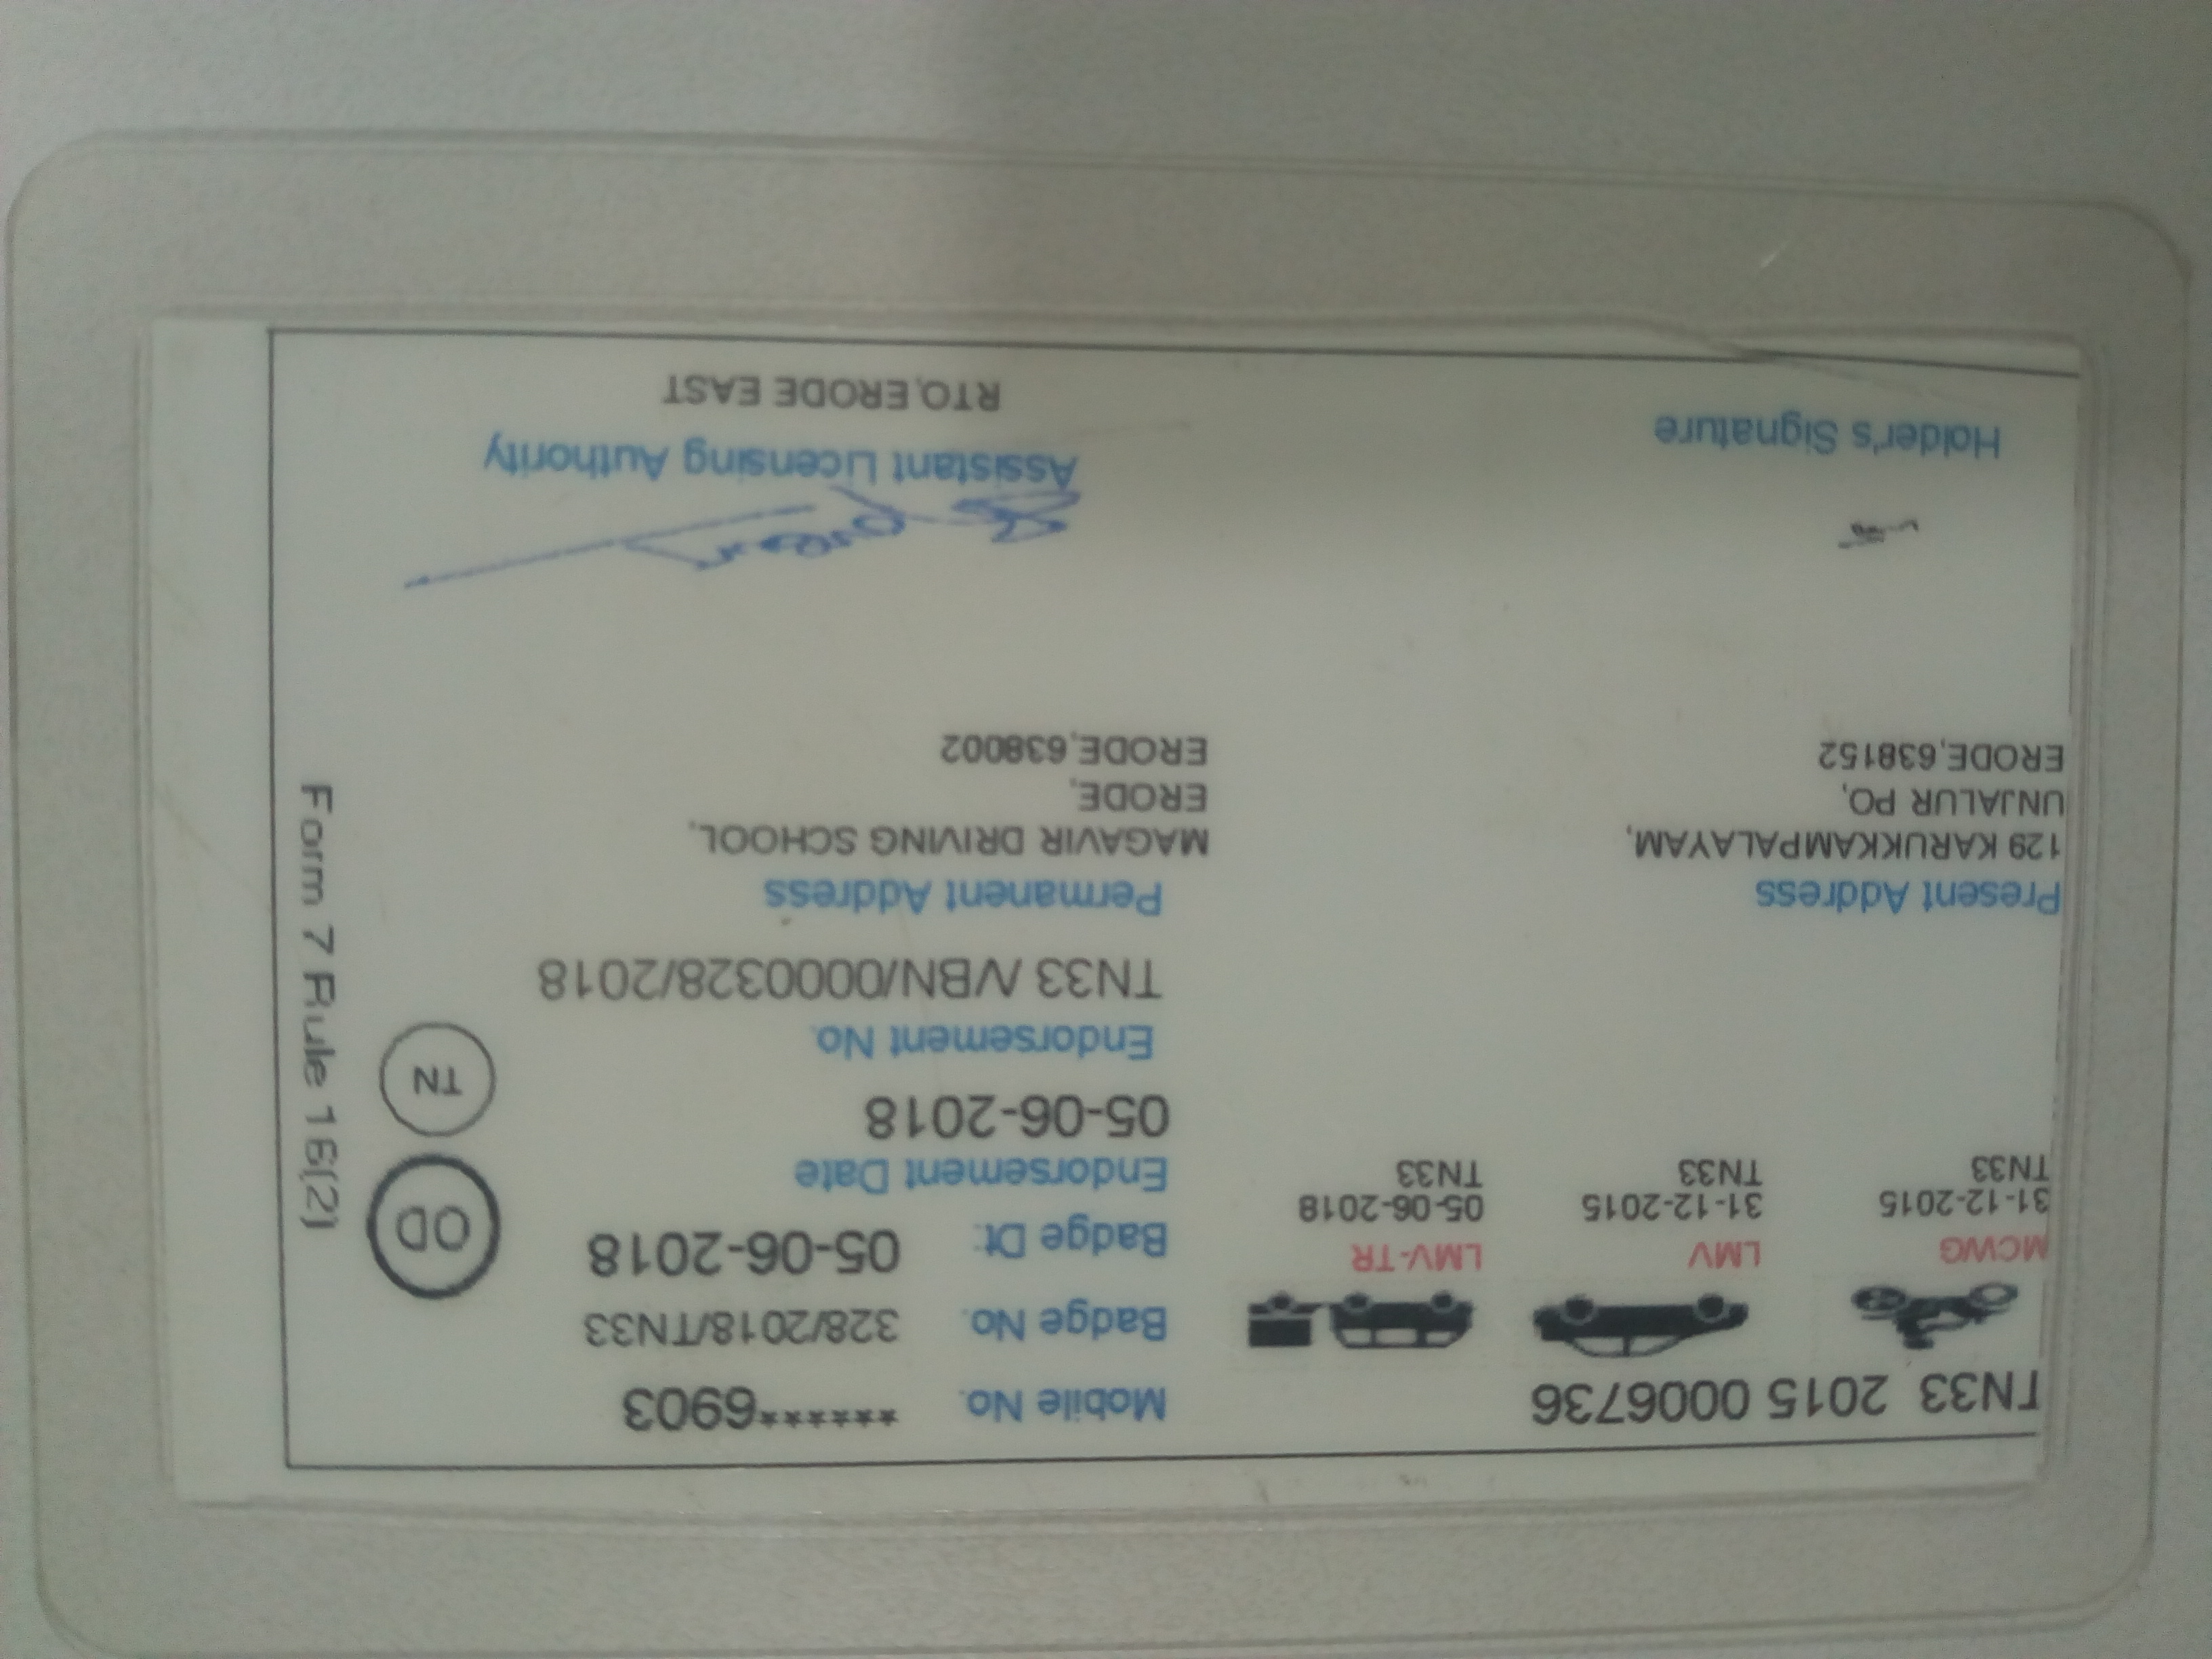 TN33 2015 0006736
Mobile No. ******6903
Badge No. 328/2018/TN33
Badge Dt: 05-06-2018
MCWG
31-12-2015
TN33
LMV
31-12-2015
TN33
LMV-TR
05-06-2018
TN33
Endorsement Date
05-06-2018
Endorsement No.
TN33 /VBN/0000328/2018
OD
TN
Form 7 Rule 16(2)
Present Address
129 KARUKKAMPALAYAM,
UNJALUR PO,
ERODE,638152
Permanent Address
MAGAVIR DRIVING SCHOOL,
ERODE,
ERODE,638002
Holder's Signature
Assistant Licensing Authority
RTO,ERODE EAST